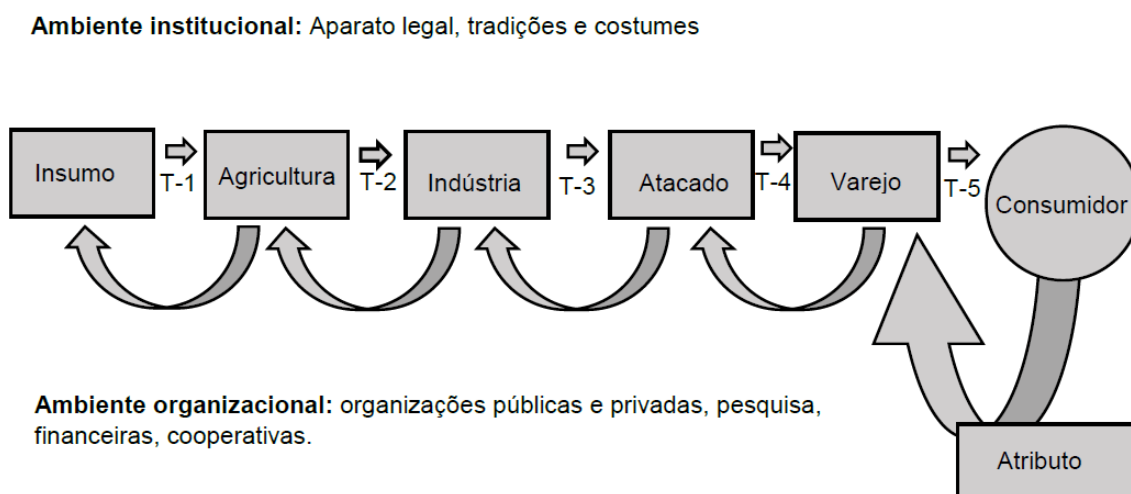 Ambiente institucional: Aparato legal, tradições e costumes
Insumo
T-1
Agricultura
T-2
Indústria
T-3
Atacado
T-4
Varejo
T-5
Consumidor
Ambiente organizacional: organizações públicas e privadas, pesquisa,
financeiras, cooperativas.
Atributo